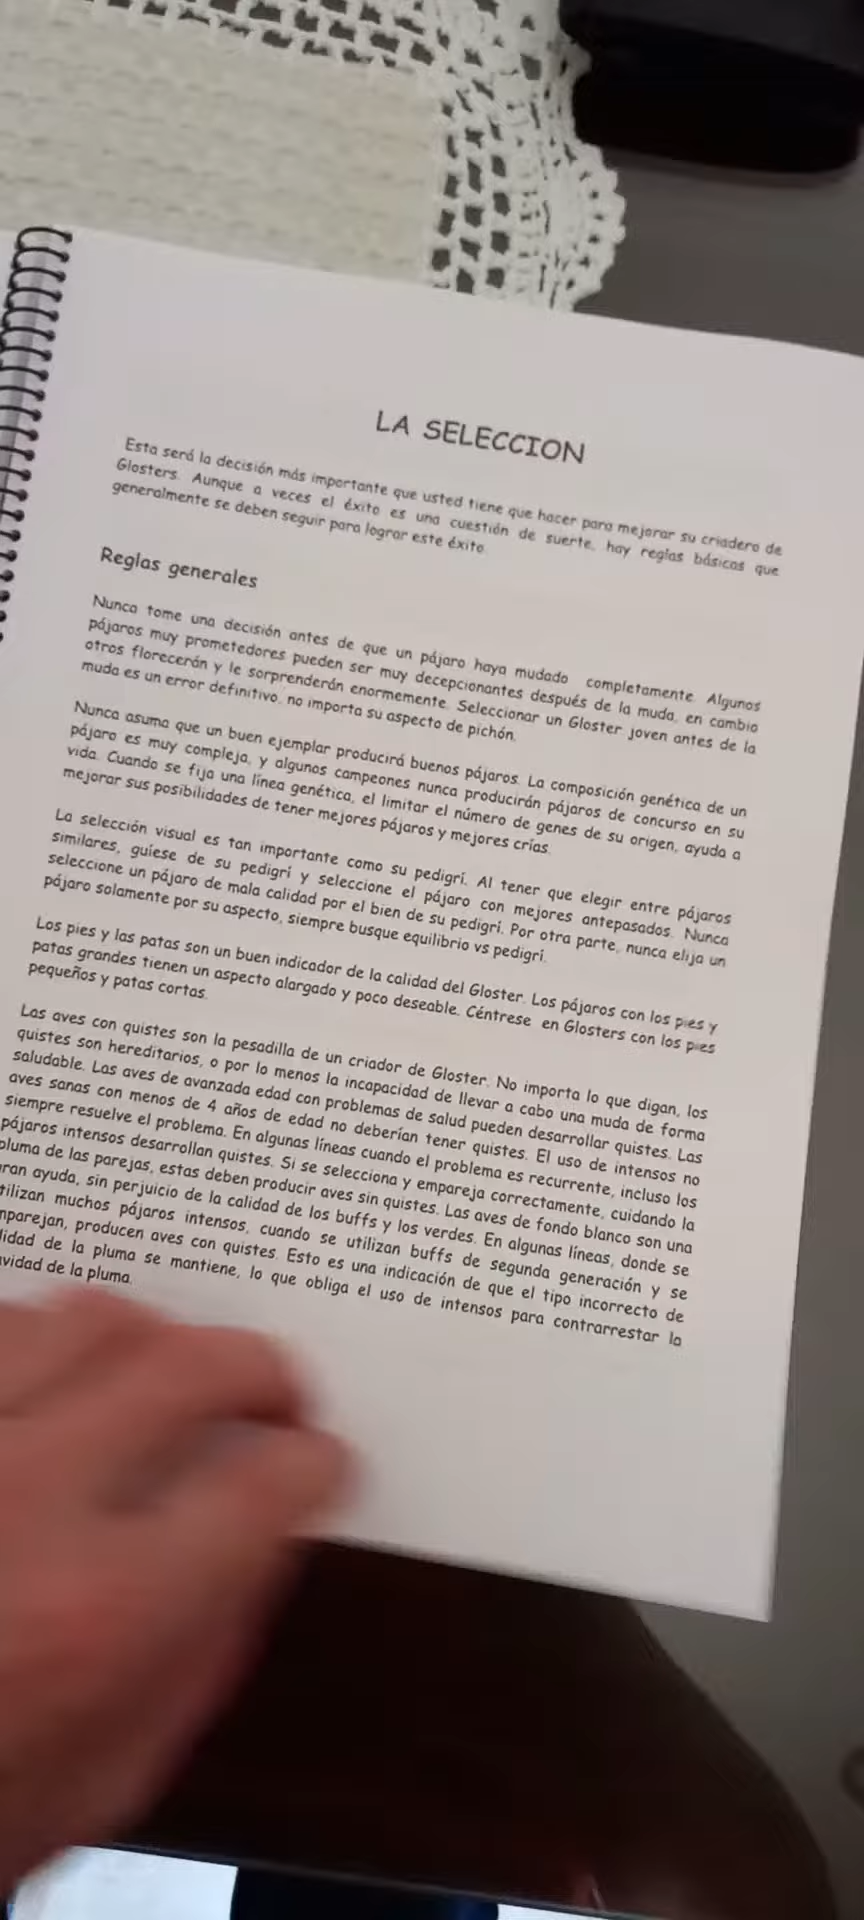 LA SELECCION
Esta será la decisión más importante que usted tiene que hacer para mejorar su criadero de
Glosters. Aunque a veces el éxito es una cuestión de suerte, hay reglas básicas que
generalmente se deben seguir para lograr este éxito.
Reglas generales
Nunca tome una decisión antes de que un pájaro haya mudado completamente. Algunos
pájaros muy prometedores pueden ser muy decepcionantes después de la muda, en cambio
otros florecerán y le sorprenderán enormemente. Seleccionar un Gloster joven antes de la
muda es un error definitivo, no importa su aspecto de pichón.
Nunca asuma que un buen ejemplar producirá buenos pájaros. La composición genética de un
pájaro es muy compleja, y algunos campeones nunca producirán pájaros de concurso en su
vida. Cuando se fija una línea genética, el limitar el número de genes de su origen, ayuda a
mejorar sus posibilidades de tener mejores pájaros y mejores crías.
La selección visual es tan importante como su pedigrí. Al tener que elegir entre pájaros
similares, guíese de su pedigrí y seleccione el pájaro con mejores antepasados. Nunca
seleccione un pájaro de mala calidad por el bien de su pedigrí. Por otra parte, nunca elija un
pájaro solamente por su aspecto, siempre busque equilibrio vs pedigrí.
Los pies y las patas son un buen indicador de la calidad del Gloster. Los pájaros con los pies y
patas grandes tienen un aspecto alargado y poco deseable. Céntrese en Glosters con los pies
pequeños y patas cortas.
Las aves con quistes son la pesadilla de un criador de Gloster. No importa lo que digan, los
quistes son hereditarios, o por lo menos la incapacidad de llevar a cabo una muda de forma
saludable. Las aves de avanzada edad con problemas de salud pueden desarrollar quistes. Las
aves sanas con menos de 4 años de edad no deberían tener quistes. El uso de intensos no
siempre resuelve el problema. En algunas líneas cuando el problema es recurrente, incluso los
pájaros intensos desarrollan quistes. Si se selecciona y empareja correctamente, cuidando la
pluma de las parejas, estas deben producir aves sin quistes. Las aves de fondo blanco son una
ran ayuda, sin perjuicio de la calidad de los buffs y los verdes. En algunas líneas, donde se
tilizan muchos pájaros intensos, cuando se utilizan buffs de segunda generación y se
mparejan, producen aves con quistes. Esto es una indicación de que el tipo incorrecto de
lidad de la pluma se mantiene, lo que obliga el uso de intensos para contrarrestar la
vidad de la pluma.